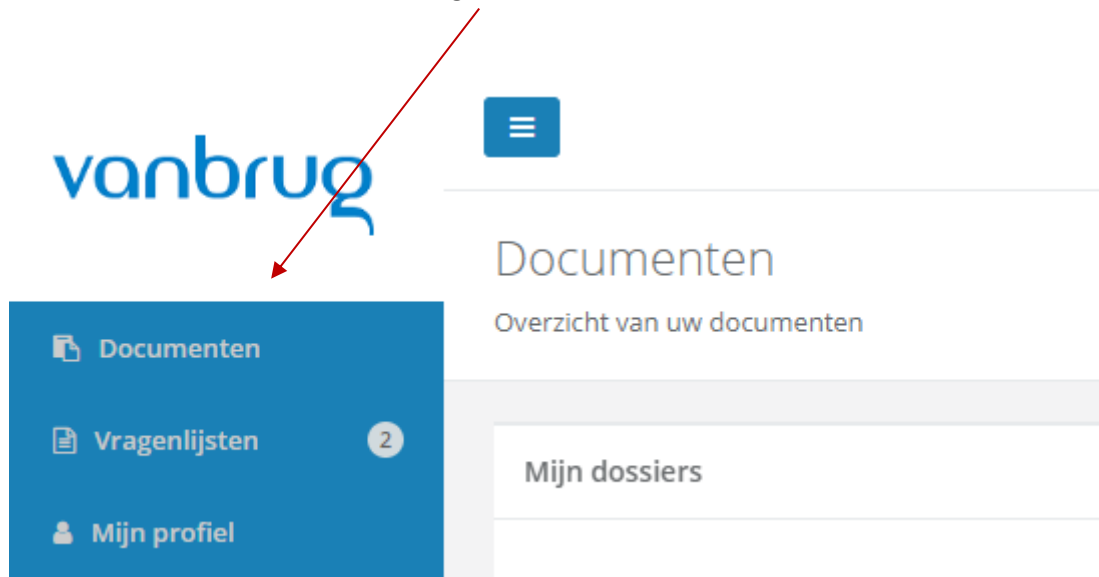 vanbrug
Documenten
Overzicht van uw documenten
Documenten
Vragenlijsten 2
Mijn profiel
Mijn dossiers